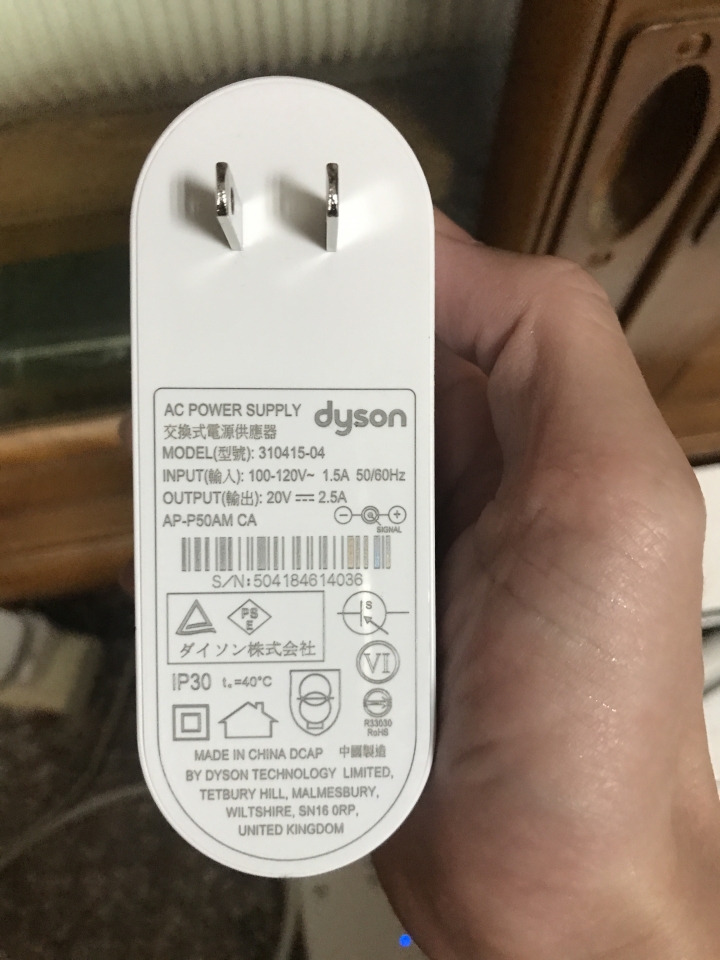 AC POWER SUPPLY dyson
交換式電源供應器
MODEL(型號): 310415-04
INPUT(輸入): 100-120V~ 1.5A 50/60Hz
OUTPUT(輸出): 20V ⎓ 2.5A
AP-P50AM CA
SIGNAL
S/N:504184614036
PS
E
S
ダイソン株式会社
VI
IP30 tₐ=40°C
R33030
RoHS
MADE IN CHINA DCAP 中國製造
BY DYSON TECHNOLOGY LIMITED,
TETBURY HILL, MALMESBURY,
WILTSHIRE, SN16 0RP,
UNITED KINGDOM